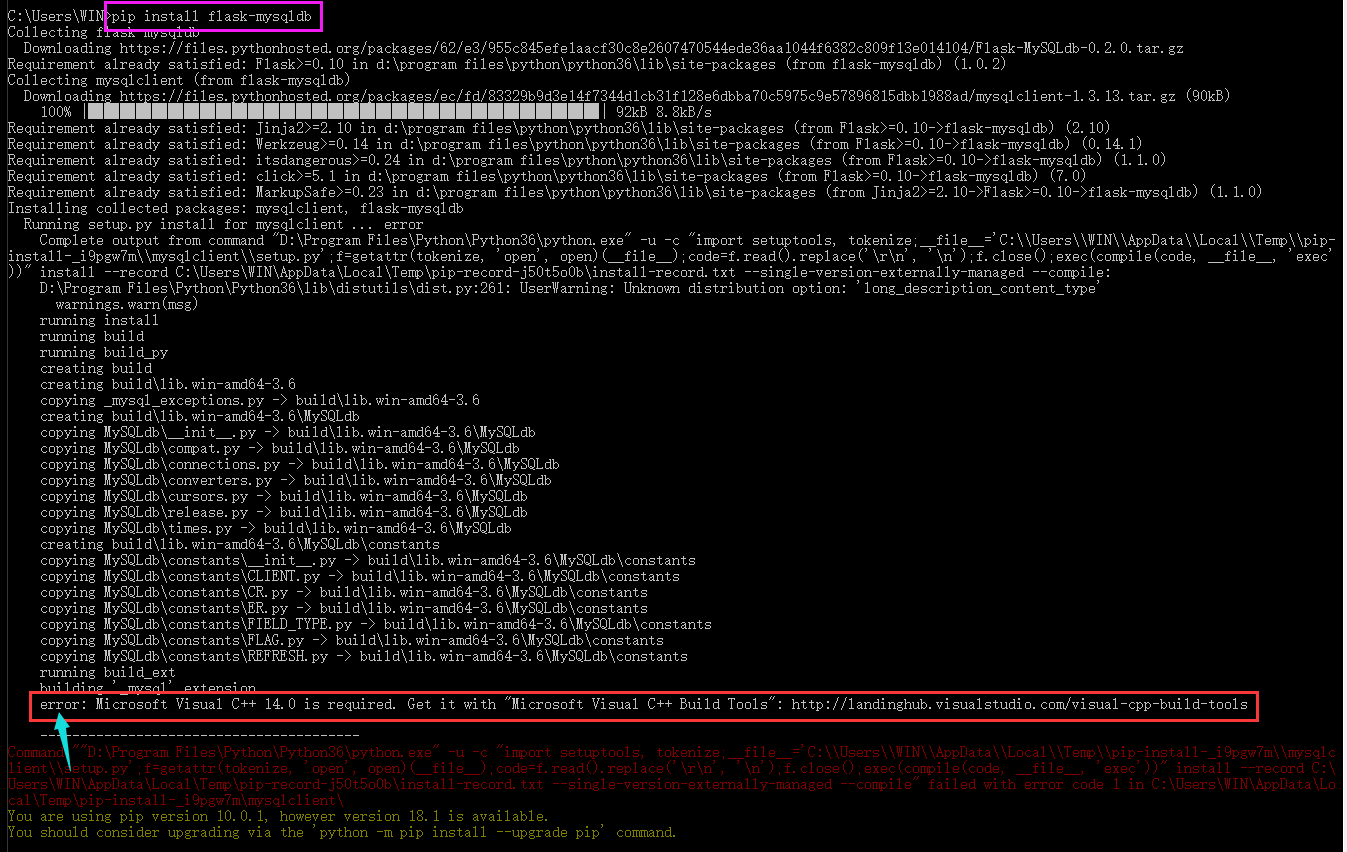 C:\Users\WIN>pip install flask-mysqldb
Collecting flask-mysqldb
  Downloading https://files.pythonhosted.org/packages/62/e3/955c845efe1aacf30c8e2607470544ede36aa1044f6382c809f13e014104/Flask-MySQLdb-0.2.0.tar.gz
Requirement already satisfied: Flask>=0.10 in d:\program files\python\python36\lib\site-packages (from flask-mysqldb) (1.0.2)
Collecting mysqlclient (from flask-mysqldb)
  Downloading https://files.pythonhosted.org/packages/ec/fd/83329b9d3e14f7344d1cb31f128e6dbba70c5975c9e57896815dbb1988ad/mysqlclient-1.3.13.tar.gz (90kB)
    100% |████████████████████████████████| 92kB 8.8kB/s
Requirement already satisfied: Jinja2>=2.10 in d:\program files\python\python36\lib\site-packages (from Flask>=0.10->flask-mysqldb) (2.10)
Requirement already satisfied: Werkzeug>=0.14 in d:\program files\python\python36\lib\site-packages (from Flask>=0.10->flask-mysqldb) (0.14.1)
Requirement already satisfied: itsdangerous>=0.24 in d:\program files\python\python36\lib\site-packages (from Flask>=0.10->flask-mysqldb) (1.1.0)
Requirement already satisfied: click>=5.1 in d:\program files\python\python36\lib\site-packages (from Flask>=0.10->flask-mysqldb) (7.0)
Requirement already satisfied: MarkupSafe>=0.23 in d:\program files\python\python36\lib\site-packages (from Jinja2>=2.10->Flask>=0.10->flask-mysqldb) (1.1.0)
Installing collected packages: mysqlclient, flask-mysqldb
  Running setup.py install for mysqlclient ... error
    Complete output from command "D:\Program Files\Python\Python36\python.exe" -u -c "import setuptools, tokenize;__file__='C:\\Users\\WIN\\AppData\\Local\\Temp\\pip-
install-_i9pgw7m\\mysqlclient\\setup.py';f=getattr(tokenize, 'open', open)(__file__);code=f.read().replace('\r\n', '\n');f.close();exec(compile(code, __file__, 'exec'
))" install --record C:\Users\WIN\AppData\Local\Temp\pip-record-j50t5o0b\install-record.txt --single-version-externally-managed --compile:
    D:\Program Files\Python\Python36\lib\distutils\dist.py:261: UserWarning: Unknown distribution option: 'long_description_content_type'
      warnings.warn(msg)
    running install
    running build
    running build_py
    creating build
    creating build\lib.win-amd64-3.6
    copying _mysql_exceptions.py -> build\lib.win-amd64-3.6
    creating build\lib.win-amd64-3.6\MySQLdb
    copying MySQLdb\__init__.py -> build\lib.win-amd64-3.6\MySQLdb
    copying MySQLdb\compat.py -> build\lib.win-amd64-3.6\MySQLdb
    copying MySQLdb\connections.py -> build\lib.win-amd64-3.6\MySQLdb
    copying MySQLdb\converters.py -> build\lib.win-amd64-3.6\MySQLdb
    copying MySQLdb\cursors.py -> build\lib.win-amd64-3.6\MySQLdb
    copying MySQLdb\release.py -> build\lib.win-amd64-3.6\MySQLdb
    copying MySQLdb\times.py -> build\lib.win-amd64-3.6\MySQLdb
    creating build\lib.win-amd64-3.6\MySQLdb\constants
    copying MySQLdb\constants\__init__.py -> build\lib.win-amd64-3.6\MySQLdb\constants
    copying MySQLdb\constants\CLIENT.py -> build\lib.win-amd64-3.6\MySQLdb\constants
    copying MySQLdb\constants\CR.py -> build\lib.win-amd64-3.6\MySQLdb\constants
    copying MySQLdb\constants\ER.py -> build\lib.win-amd64-3.6\MySQLdb\constants
    copying MySQLdb\constants\FIELD_TYPE.py -> build\lib.win-amd64-3.6\MySQLdb\constants
    copying MySQLdb\constants\FLAG.py -> build\lib.win-amd64-3.6\MySQLdb\constants
    copying MySQLdb\constants\REFRESH.py -> build\lib.win-amd64-3.6\MySQLdb\constants
    running build_ext
    building '_mysql' extension
    error: Microsoft Visual C++ 14.0 is required. Get it with "Microsoft Visual C++ Build Tools": http://landinghub.visualstudio.com/visual-cpp-build-tools
    ----------------------------------------
Command ""D:\Program Files\Python\Python36\python.exe" -u -c "import setuptools, tokenize;__file__='C:\\Users\\WIN\\AppData\\Local\\Temp\\pip-install-_i9pgw7m\\mysqlc
lient\\setup.py';f=getattr(tokenize, 'open', open)(__file__);code=f.read().replace('\r\n', '\n');f.close();exec(compile(code, __file__, 'exec'))" install --record C:\
Users\WIN\AppData\Local\Temp\pip-record-j50t5o0b\install-record.txt --single-version-externally-managed --compile" failed with error code 1 in C:\Users\WIN\AppData\Lo
cal\Temp\pip-install-_i9pgw7m\mysqlclient\
You are using pip version 10.0.1, however version 18.1 is available.
You should consider upgrading via the 'python -m pip install --upgrade pip' command.